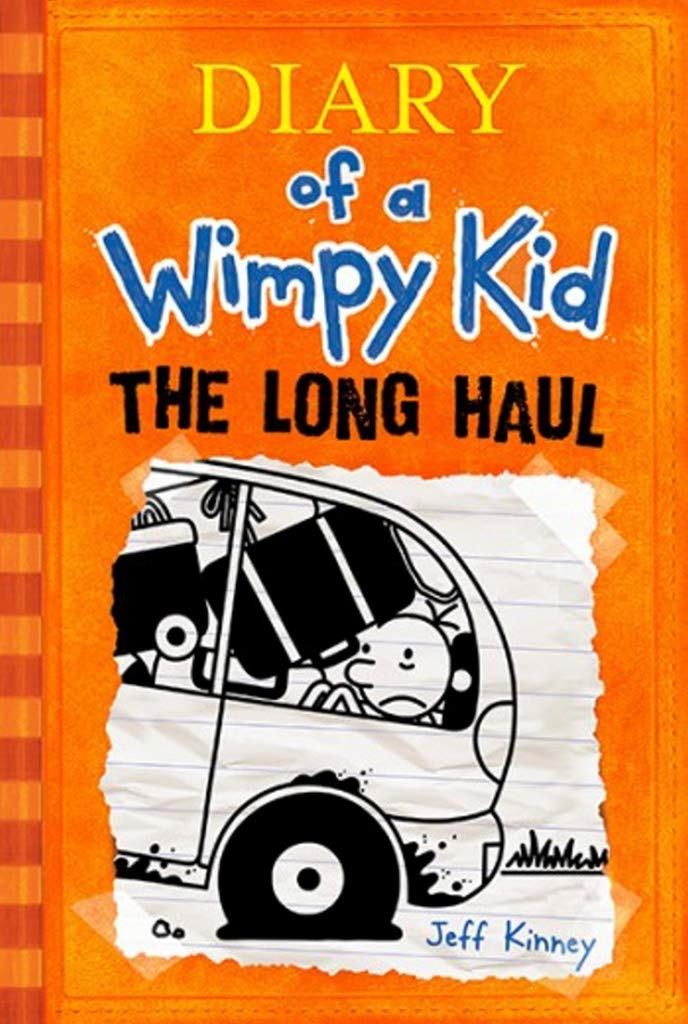 DIARY
of a
Wimpy Kid
THE LONG HAUL
Jeff Kinney